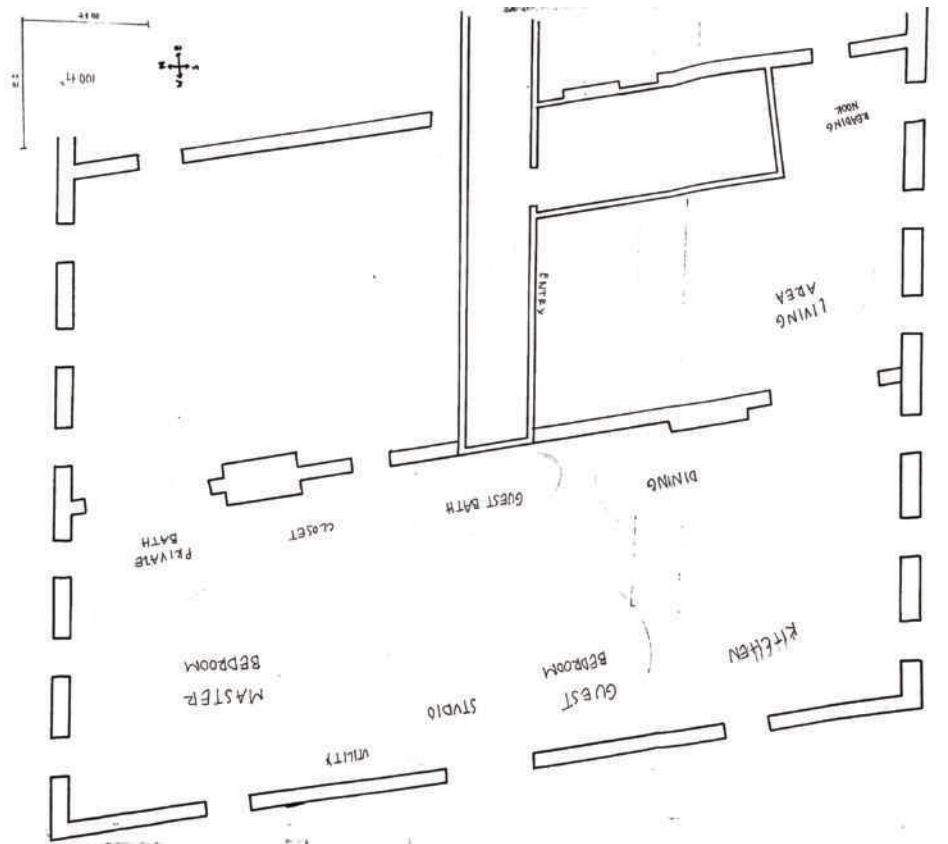 UTILITY
STUDIO
GUEST
BEDROOM
MASTER
BEDROOM
KITCHEN
PRIVATE
BATH
CLOSET
GUEST BATH
DINING
LIVING
AREA
ENTRY
READING
NOOK
100 ft²